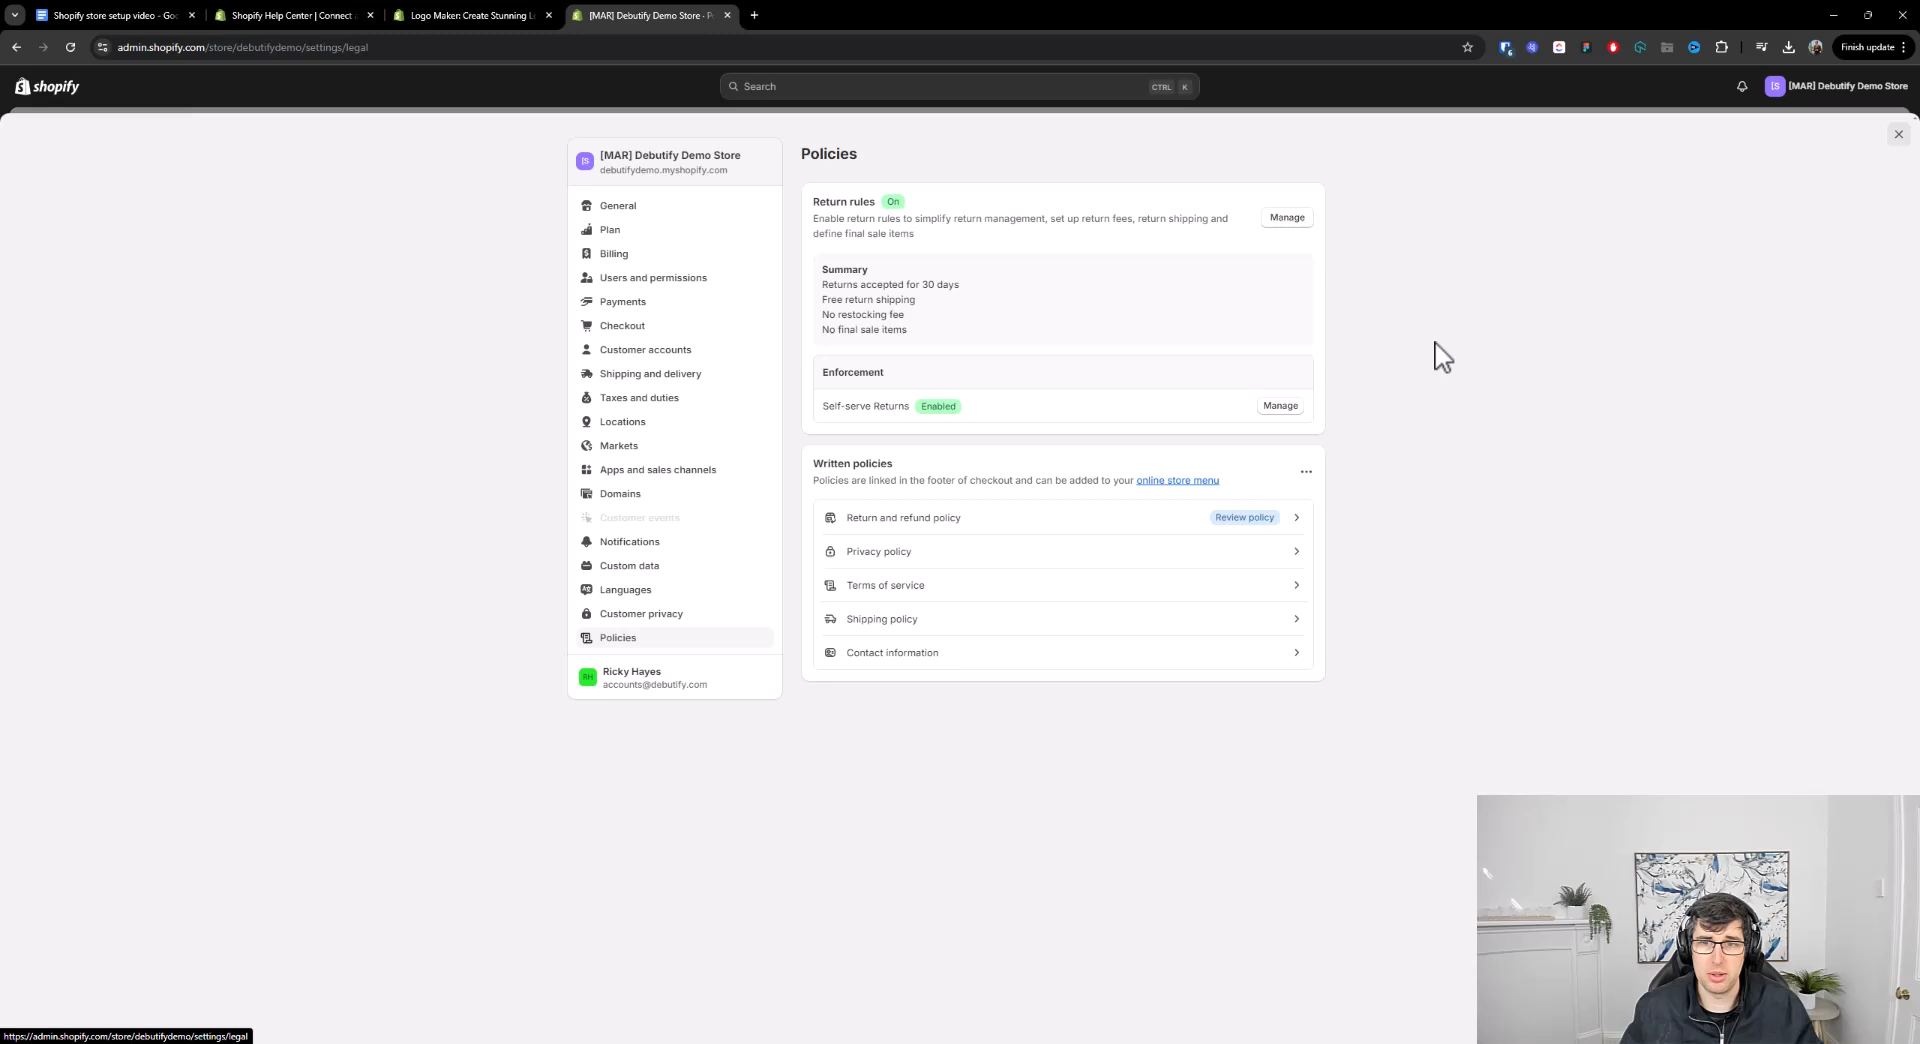 Shopify store setup video - Goo
Shopify Help Center | Connect a
Logo Maker: Create Stunning L
[MAR] Debutify Demo Store - P
admin.shopify.com/store/debutifydemo/settings/legal
6
Finish update
shopify
Search
CTRL K
[S
[MAR] Debutify Demo Store
[S
[MAR] Debutify Demo Store
debutifydemo.myshopify.com
General
Plan
Billing
Users and permissions
Payments
Checkout
Customer accounts
Shipping and delivery
Taxes and duties
Locations
Markets
Apps and sales channels
Domains
Customer events
Notifications
Custom data
Languages
Customer privacy
Policies
RH
Ricky Hayes
accounts@debutify.com
Policies
Return rules On
Enable return rules to simplify return management, set up return fees, return shipping and
define final sale items
Manage
Summary
Returns accepted for 30 days
Free return shipping
No restocking fee
No final sale items
Enforcement
Self-serve Returns Enabled
Manage
Written policies
Policies are linked in the footer of checkout and can be added to your online store menu
Return and refund policy
Review policy
Privacy policy
Terms of service
Shipping policy
Contact information
https://admin.shopify.com/store/debutifydemo/settings/legal